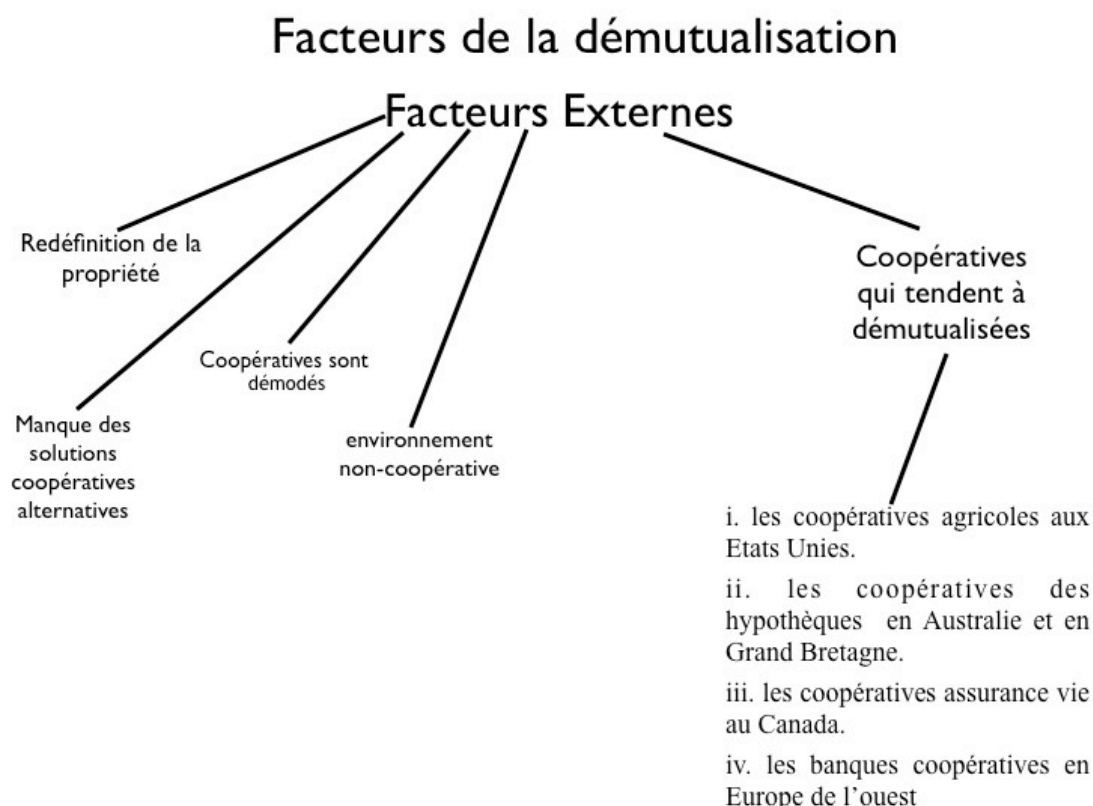 Facteurs de la démutualisation
Facteurs Externes
Redéfinition de la
propriété
Coopératives
qui tendent à
démutualisées
Coopératives sont
démodés
Manque des
solutions
coopératives
alternatives
environnement
non-coopérative
i. les coopératives agricoles aux
Etats Unies.
ii. les coopératives des
hypothèques en Australie et en
Grand Bretagne.
iii. les coopératives assurance vie
au Canada.
iv. les banques coopératives en
Europe de l'ouest